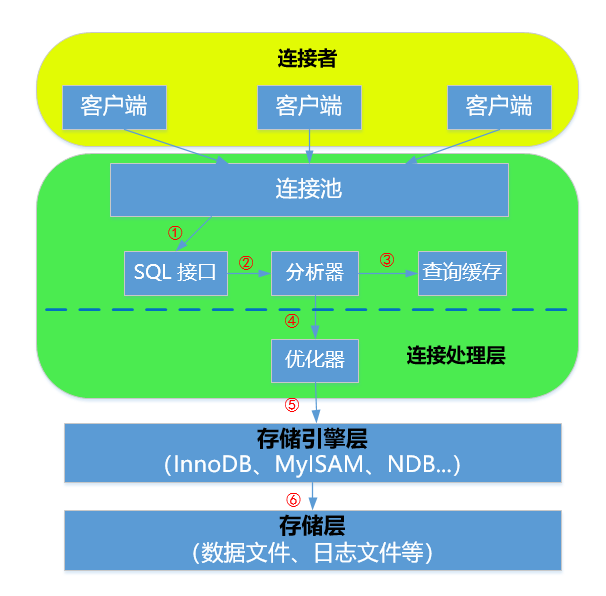 连接者
客户端
客户端
客户端
连接池
①
SQL 接口
②
分析器
③
查询缓存
④
优化器
连接处理层
⑤
存储引擎层
（InnoDB、MyISAM、NDB...）
⑥
存储层
（数据文件、日志文件等）